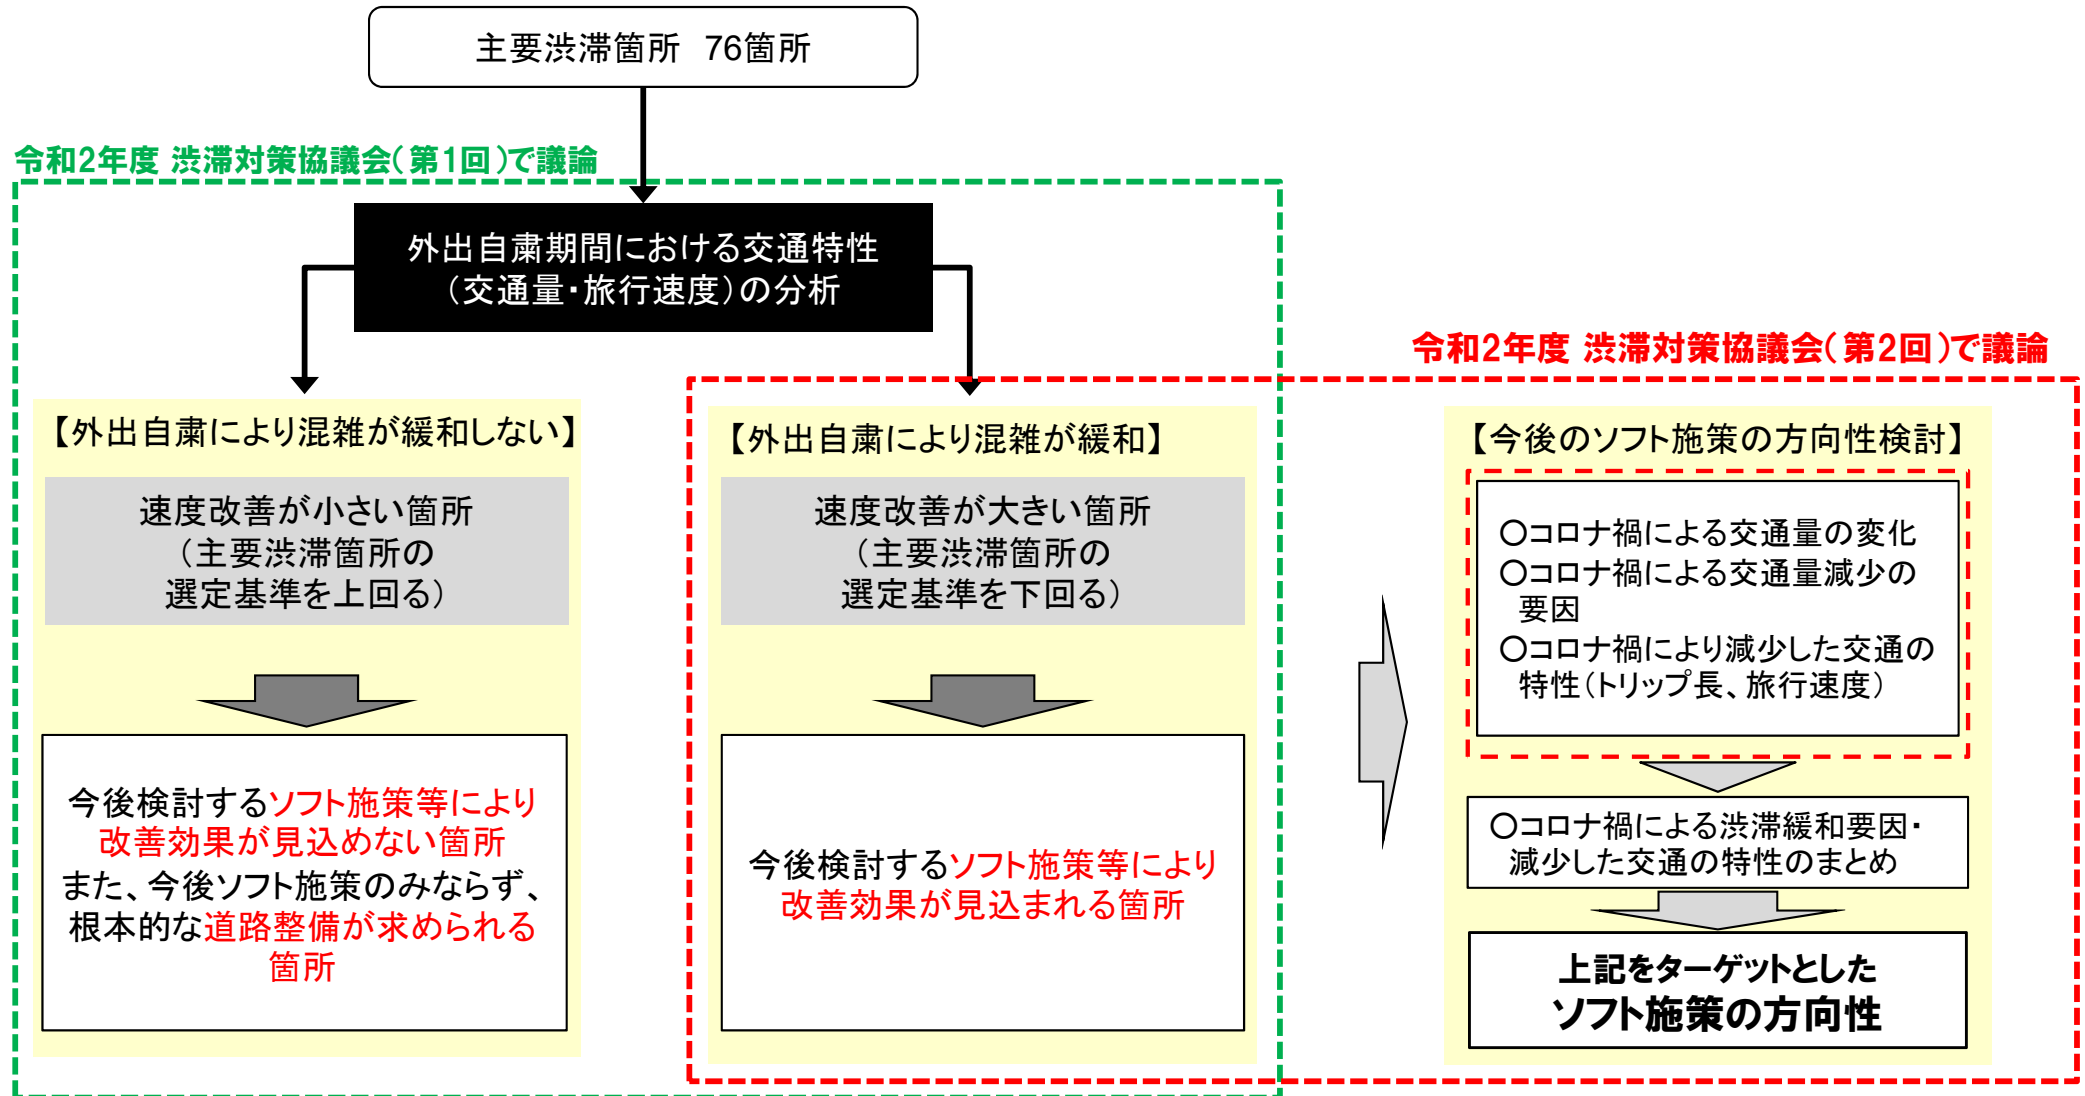 主要渋滞箇所　76箇所
令和2年度 渋滞対策協議会（第1回）で議論
外出自粛期間における交通特性
（交通量・旅行速度）の分析
令和2年度 渋滞対策協議会（第2回）で議論
【外出自粛により混雑が緩和しない】
速度改善が小さい箇所
（主要渋滞箇所の
選定基準を上回る）
今後検討するソフト施策等により
改善効果が見込めない箇所
また、今後ソフト施策のみならず、
根本的な道路整備が求められる
箇所
【外出自粛により混雑が緩和】
速度改善が大きい箇所
（主要渋滞箇所の
選定基準を下回る）
今後検討するソフト施策等により
改善効果が見込まれる箇所
【今後のソフト施策の方向性検討】
〇コロナ禍による交通量の変化
〇コロナ禍による交通量減少の
要因
〇コロナ禍により減少した交通の
特性（トリップ長、旅行速度）
〇コロナ禍による渋滞緩和要因・
減少した交通の特性のまとめ
上記をターゲットとした
ソフト施策の方向性